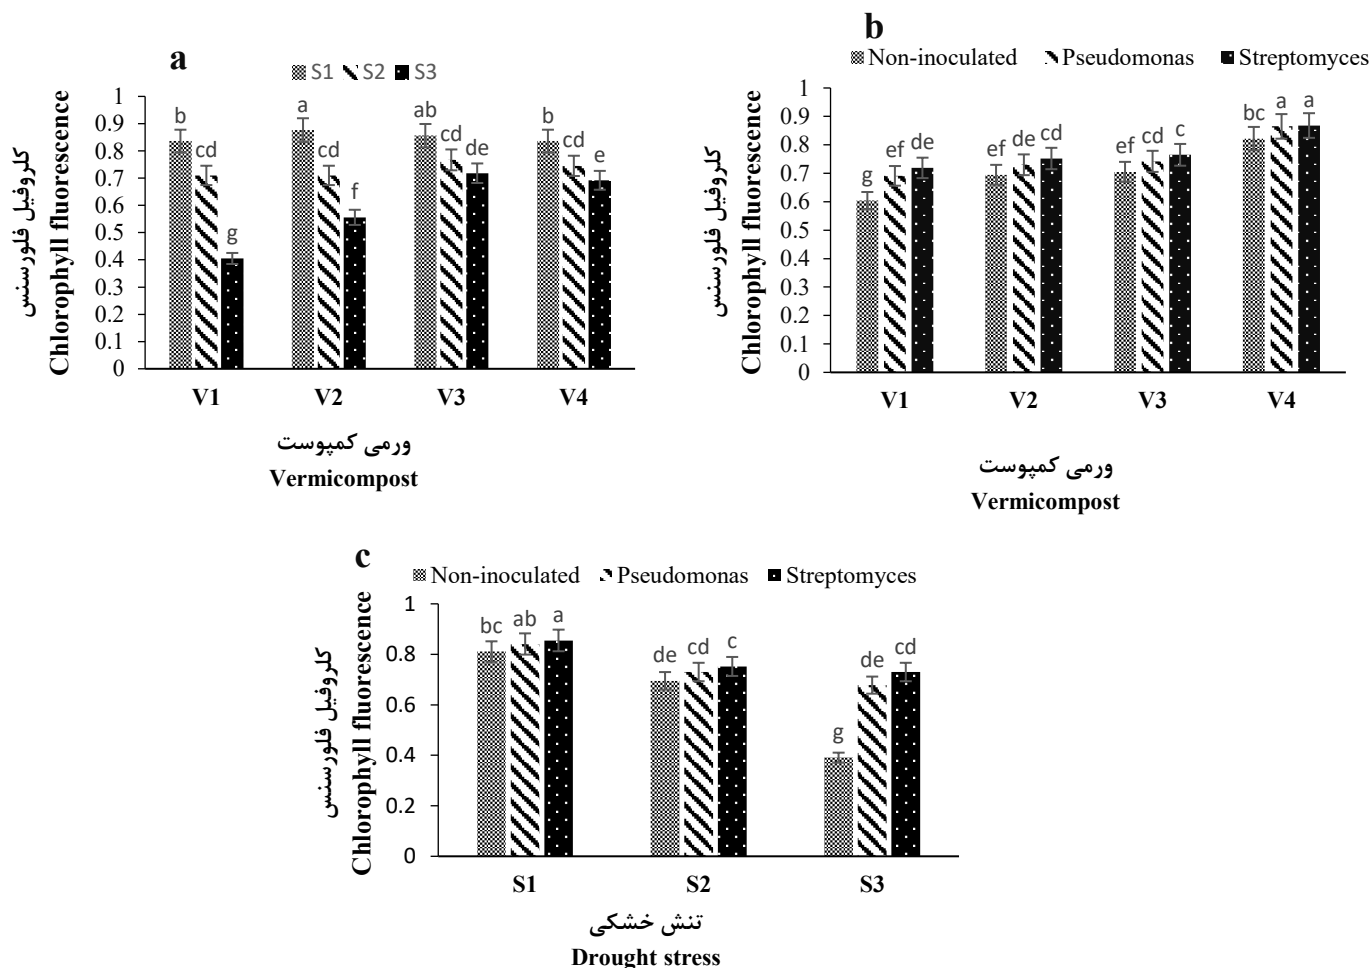 a
S1 S2 S3
کلروفیل فلورسنس
Chlorophyll fluorescence
1
0.9
0.8
0.7
0.6
0.5
0.4
0.3
0.2
0.1
0
b cd g a cd f ab cd de b cd e
V1 V2 V3 V4
ورمی کمپوست
Vermicompost
b
Non-inoculated Pseudomonas Streptomyces
کلروفیل فلورسنس
Chlorophyll fluorescence
1
0.9
0.8
0.7
0.6
0.5
0.4
0.3
0.2
0.1
0
g ef de ef de cd ef cd c bc a a
V1 V2 V3 V4
ورمی کمپوست
Vermicompost
c
Non-inoculated Pseudomonas Streptomyces
کلروفیل فلورسنس
Chlorophyll fluorescence
1
0.8
0.6
0.4
0.2
0
bc ab a de cd c g de cd
S1 S2 S3
تنش خشکی
Drought stress